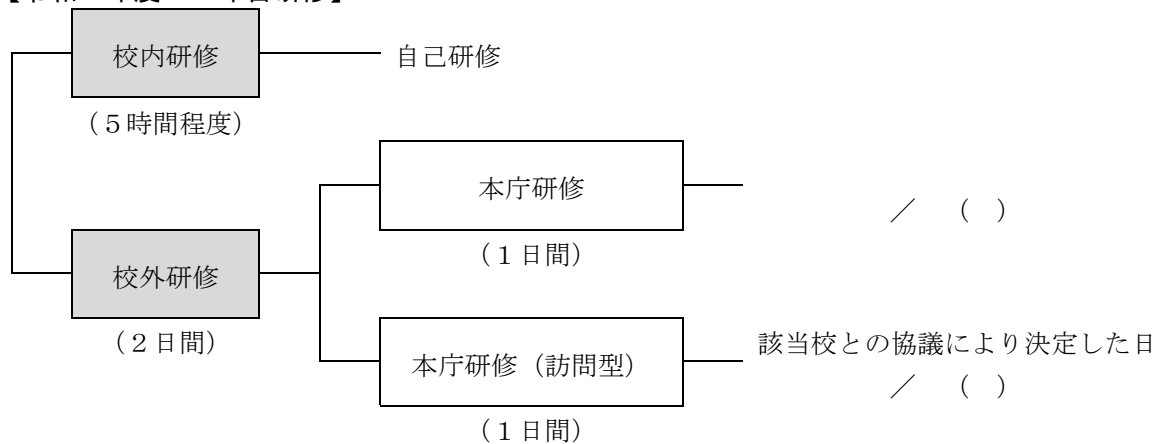 校内研修
自己研修
（５時間程度）
本庁研修
／　（　）
（１日間）
校外研修
（２日間）
該当校との協議により決定した日
本庁研修（訪問型）
／　（　）
（１日間）